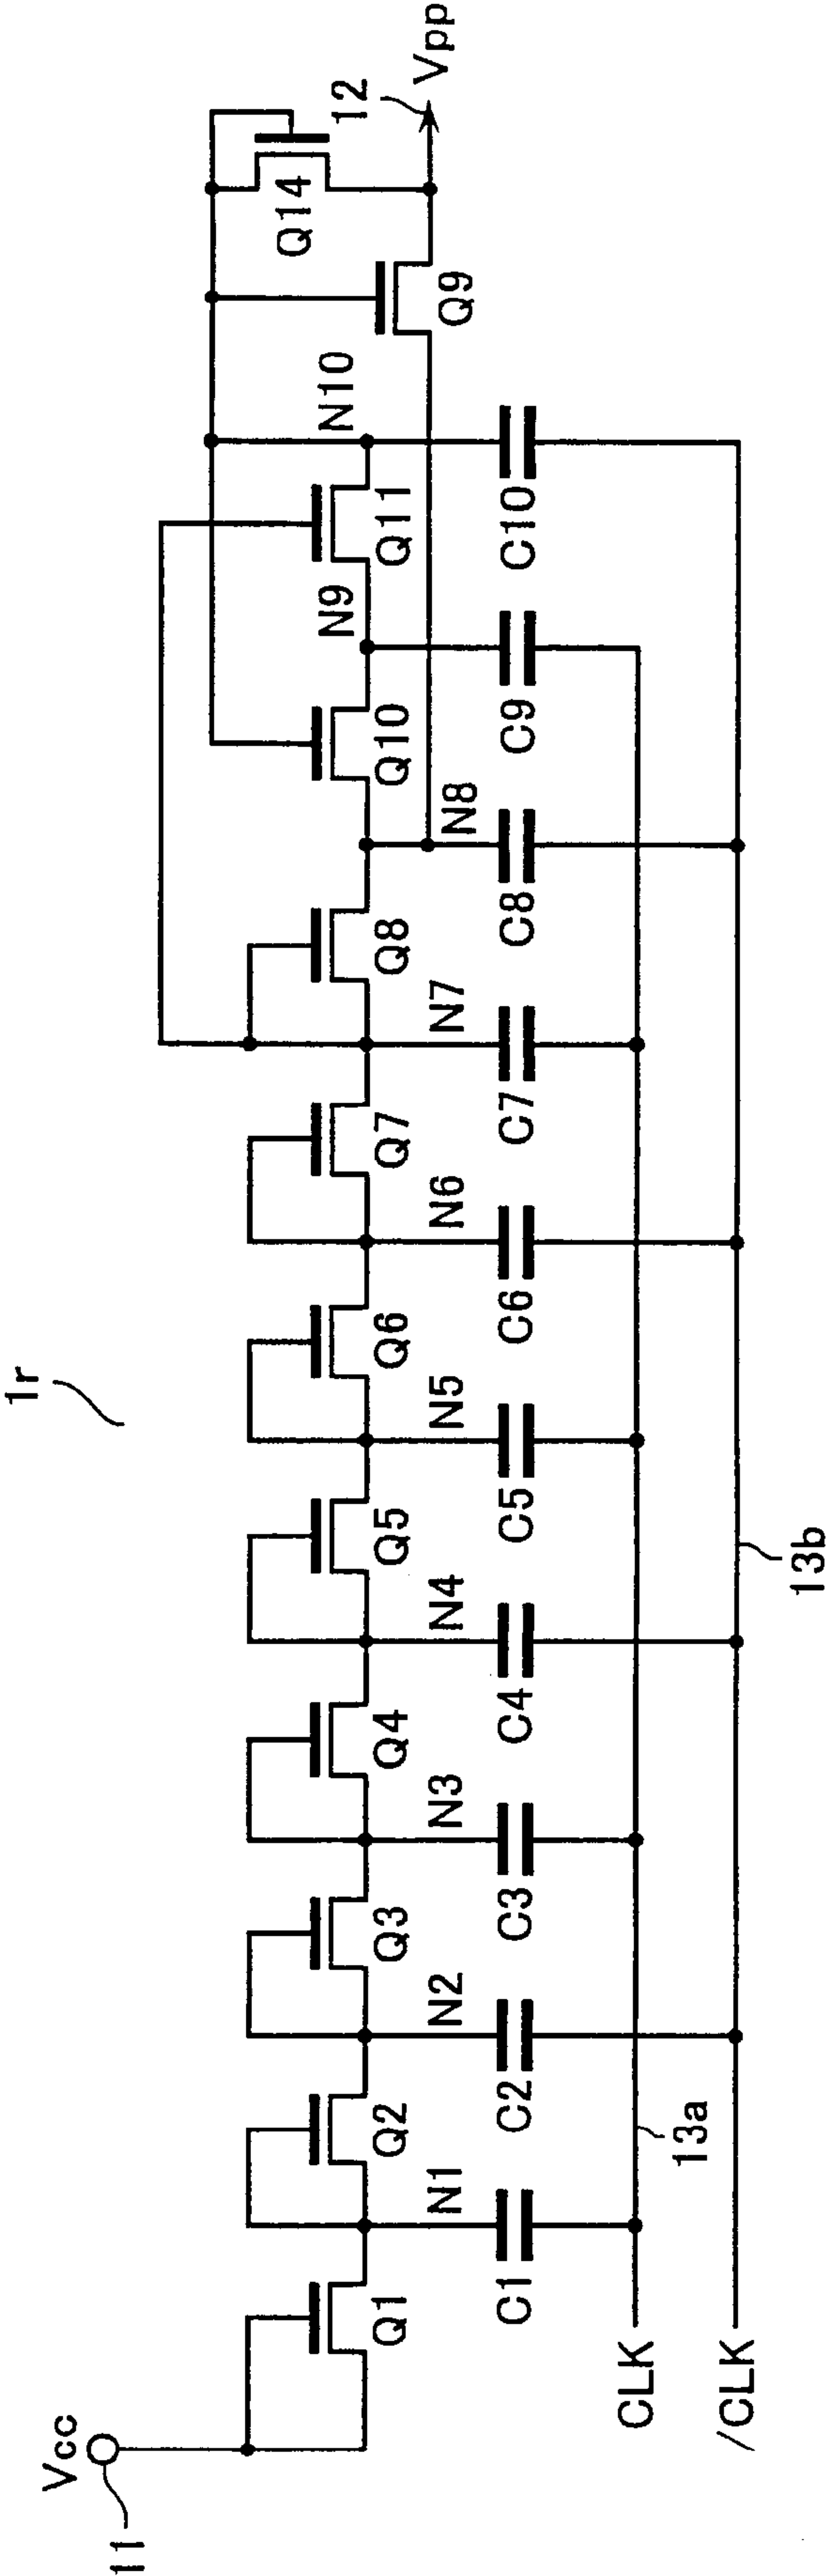 1r
Vcc
11
Q1
Q2
Q3
Q4
Q5
Q6
Q7
Q8
Q10
Q11
Q9
Q14
12
Vpp
N1
N2
N3
N4
N5
N6
N7
N8
N9
N10
C1
C2
C3
C4
C5
C6
C7
C8
C9
C10
CLK
13a
/CLK
13b